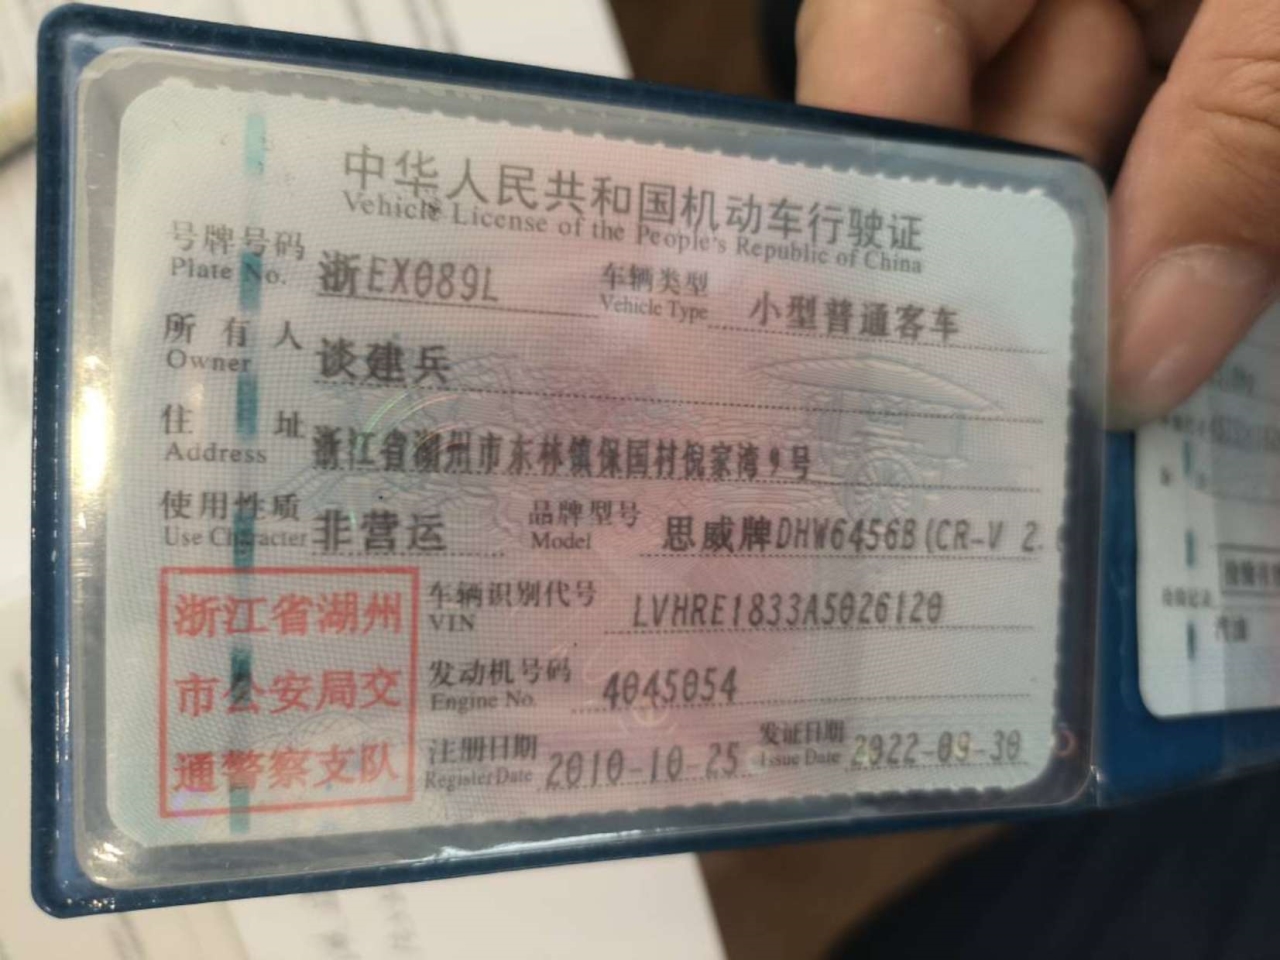 中华人民共和国机动车行驶证
Vehicle License of the People's Republic of China
号牌号码 浙EX089L 车辆类型 小型普通客车
Plate No. Vehicle Type
所有人 谈建兵
Owner
住址 浙江省湖州市东林镇保国村倪家湾9号
Address
使用性质 非营运 品牌型号 思威牌DHW6456B(CR-V 2.
Use Character Model
浙江省湖州
市公安局交
通警察支队
车辆识别代号 LVHRE1833A5026120
VIN
发动机号码 4045054
Engine No.
注册日期 2010-10-25 发证日期 2022-09-30
Register Date Issue Date
汽油